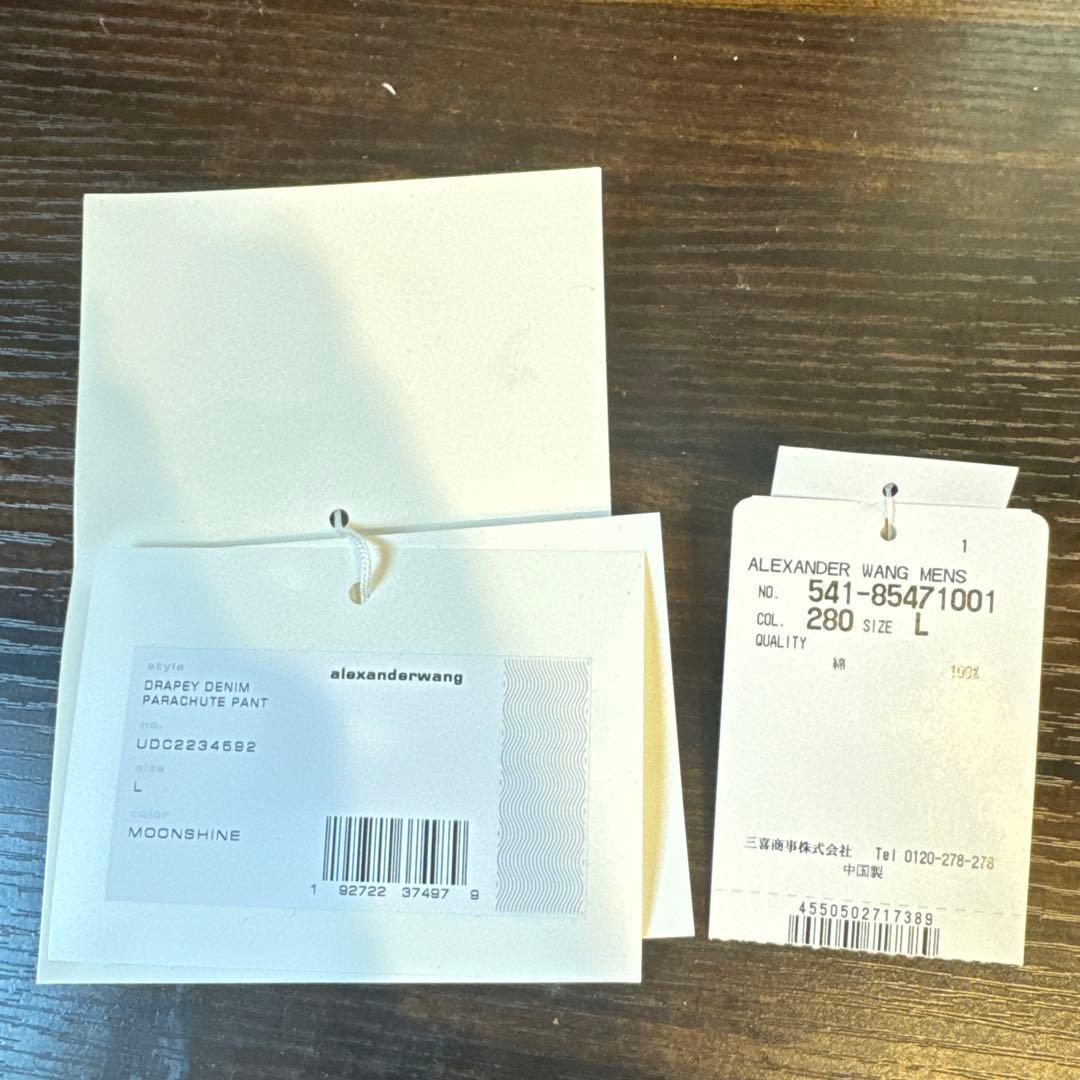 style
alexanderwang
DRAPEY DENIM
PARACHUTE PANT
no.
UDC2234592
size
L
color
MOONSHINE
1 92722 37497 9
1
ALEXANDER WANG MENS
NO. 541-85471001
COL. 280 SIZE L
QUALITY
綿 100%
三喜商事株式会社 Tel 0120-278-278
中国製
4550502717389